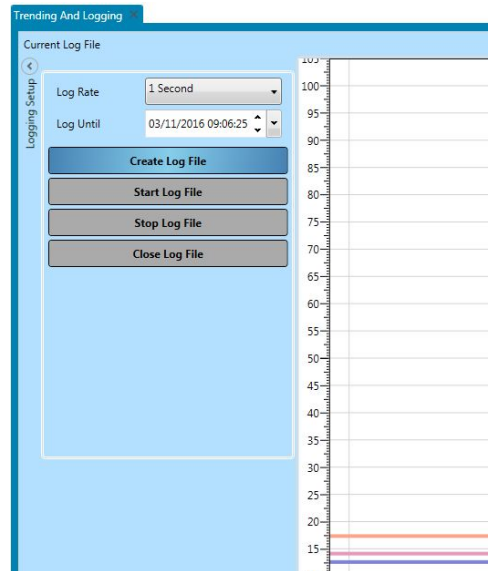 Trending And Logging
Current Log File
Logging Setup
Log Rate 1 Second
Log Until 03/11/2016 09:06:25
Create Log File
Start Log File
Stop Log File
Close Log File
105
100
95
90
85
80
75
70
65
60
55
50
45
40
35
30
25
20
15